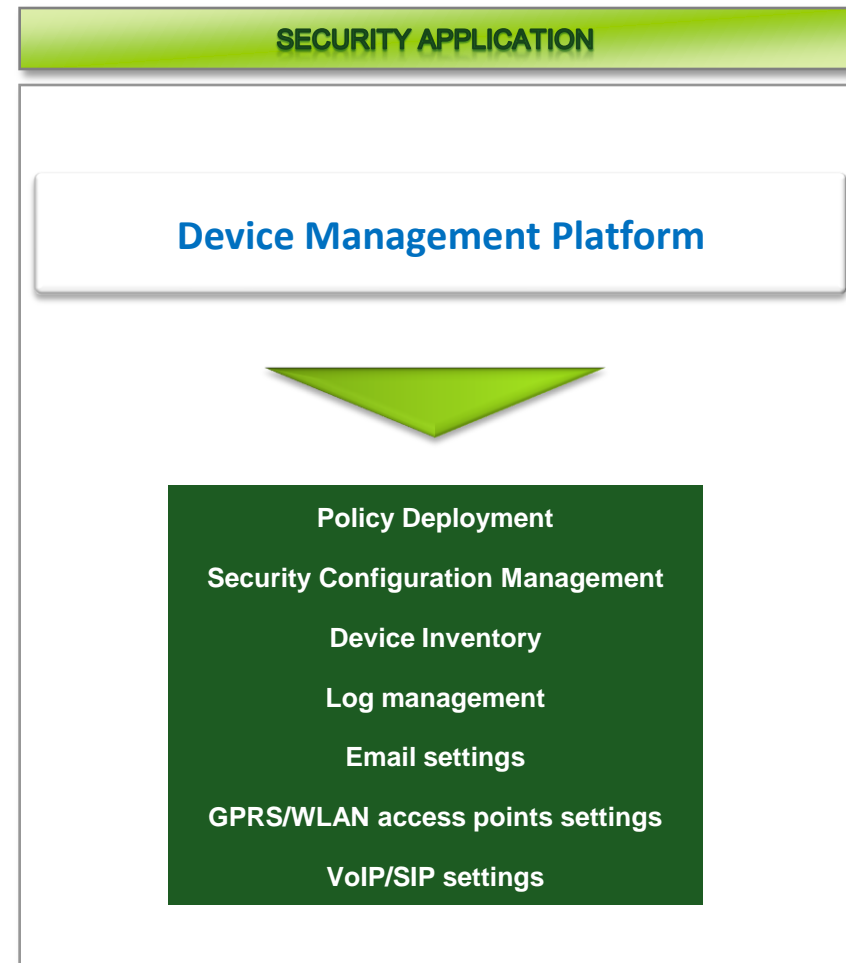 SECURITY APPLICATION
Device Management Platform
Policy Deployment
Security Configuration Management
Device Inventory
Log management
Email settings
GPRS/WLAN access points settings
VoIP/SIP settings